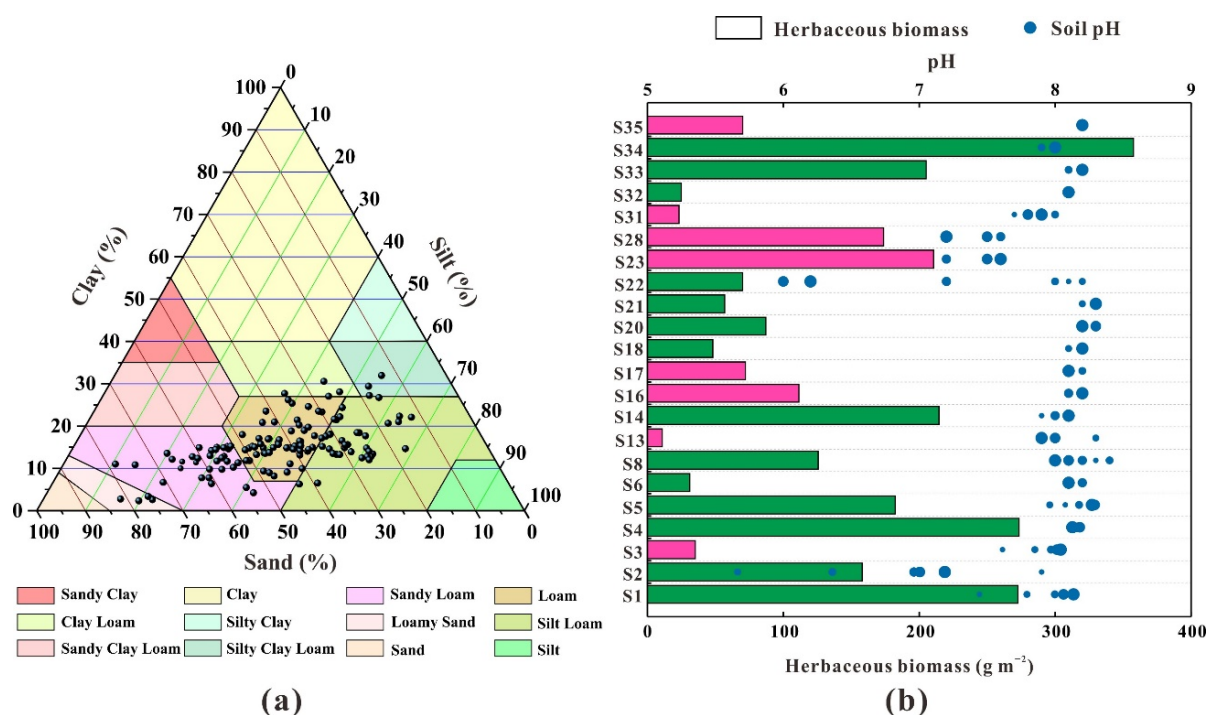 Herbaceous biomass
Soil pH
pH
5 6 7 8 9
0
100
10
90
20
80
30
70
40
60
50
50
60
40
70
30
80
20
90
10
100
0
Clay (%)
Silt (%)
100 90 80 70 60 50 40 30 20 10 0
Sand (%)
Sandy Clay
Clay
Sandy Loam
Loam
Clay Loam
Silty Clay
Loamy Sand
Silt Loam
Sandy Clay Loam
Silty Clay Loam
Sand
Silt
(a)
S35
S34
S33
S32
S31
S28
S23
S22
S21
S20
S18
S17
S16
S14
S13
S8
S6
S5
S4
S3
S2
S1
0 100 200 300 400
Herbaceous biomass (g m⁻²)
(b)